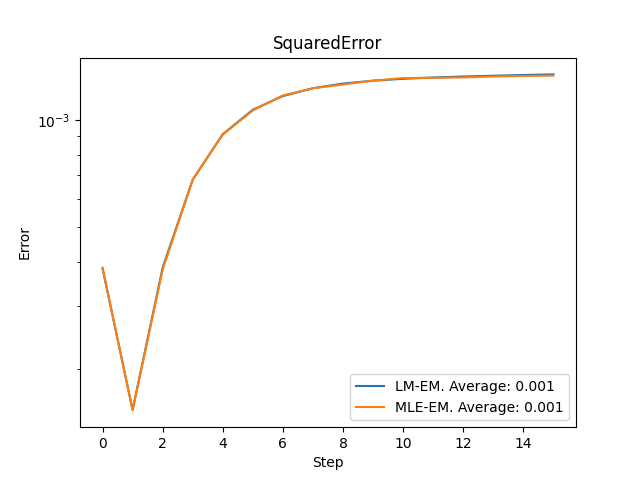 SquaredError
10⁻³
Error
0 2 4 6 8 10 12 14
Step
LM-EM. Average: 0.001
MLE-EM. Average: 0.001